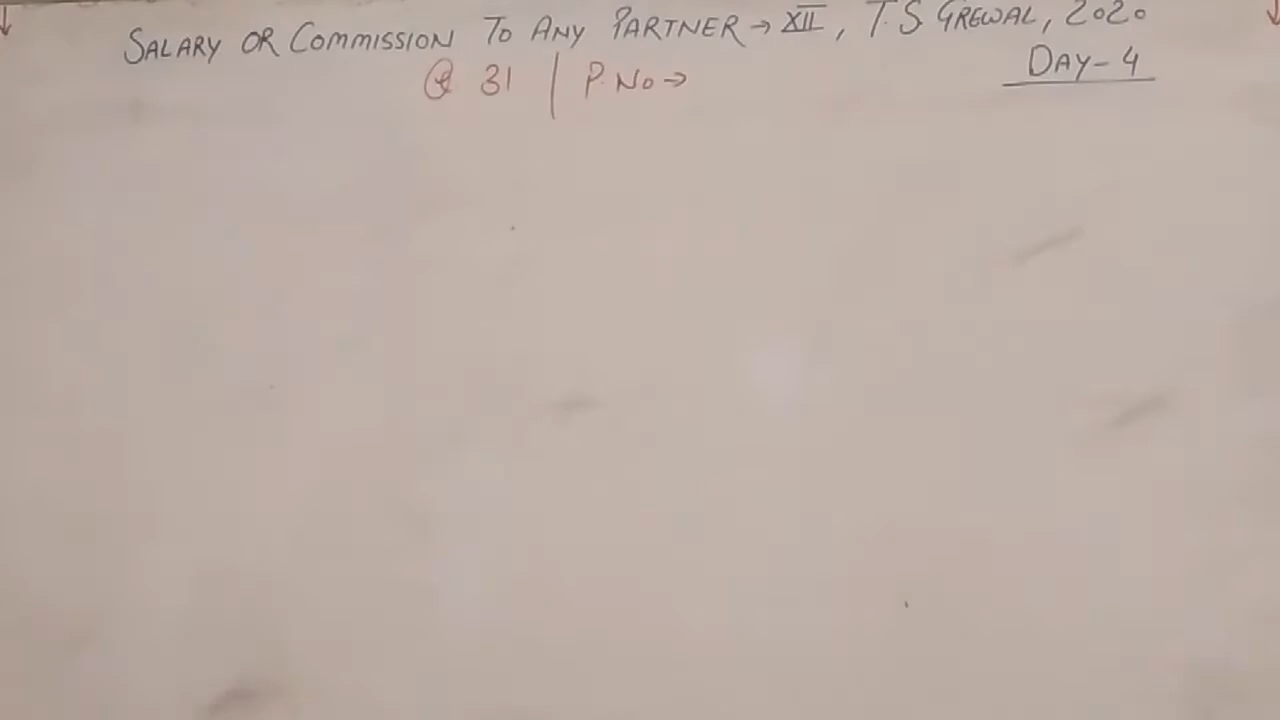 SALARY OR COMMISSION TO ANY PARTNER → XII, T.S GREWAL, 2020
Q 31 | P.No →
DAY-4